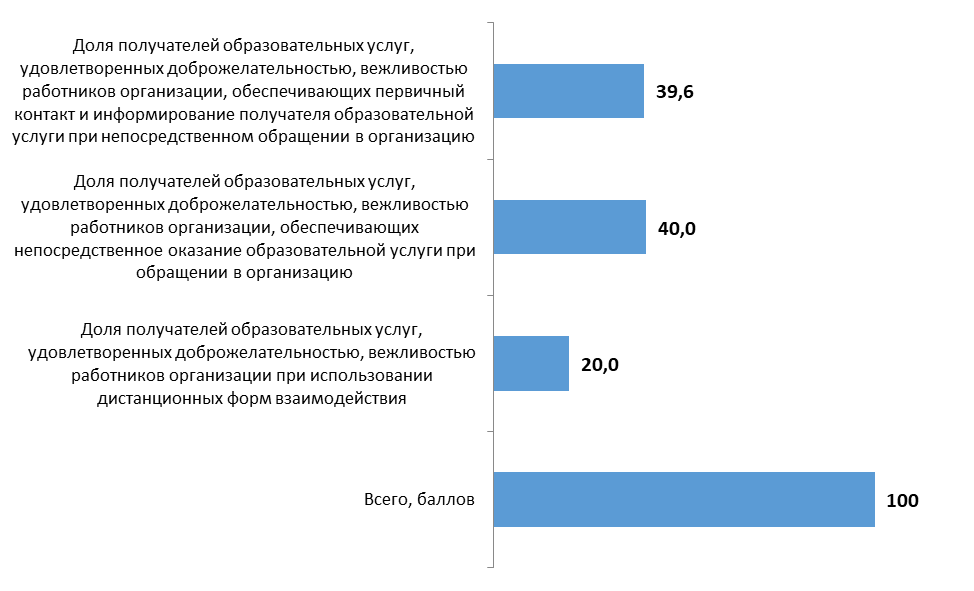 Доля получателей образовательных услуг,
удовлетворенных доброжелательностью, вежливостью
работников организации, обеспечивающих первичный
контакт и информирование получателя образовательной
услуги при непосредственном обращении в организацию
39,6
Доля получателей образовательных услуг,
удовлетворенных доброжелательностью, вежливостью
работников организации, обеспечивающих
непосредственное оказание образовательной услуги при
обращении в организацию
40,0
Доля получателей образовательных услуг,
удовлетворенных доброжелательностью, вежливостью
работников организации при использовании
дистанционных форм взаимодействия
20,0
Всего, баллов
100